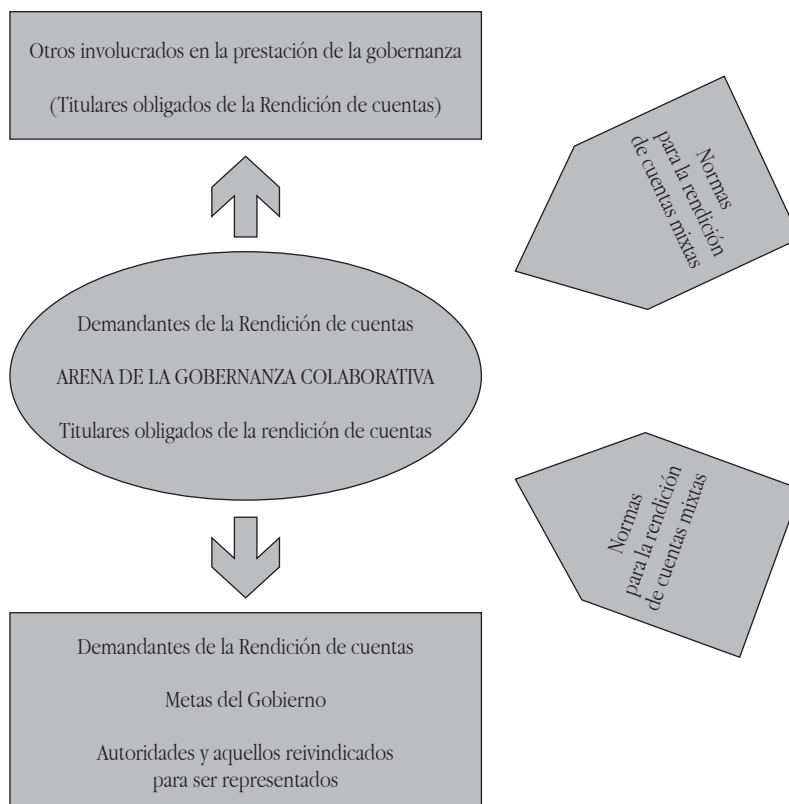 Otros involucrados en la prestación de la gobernanza
(Titulares obligados de la Rendición de cuentas)
Normas
para la rendición
de cuentas mixtas
Demandantes de la Rendición de cuentas
ARENA DE LA GOBERNANZA COLABORATIVA
Titulares obligados de la rendición de cuentas
Normas
para la rendición
de cuentas mixtas
Demandantes de la Rendición de cuentas
Metas del Gobierno
Autoridades y aquellos reivindicados
para ser representados